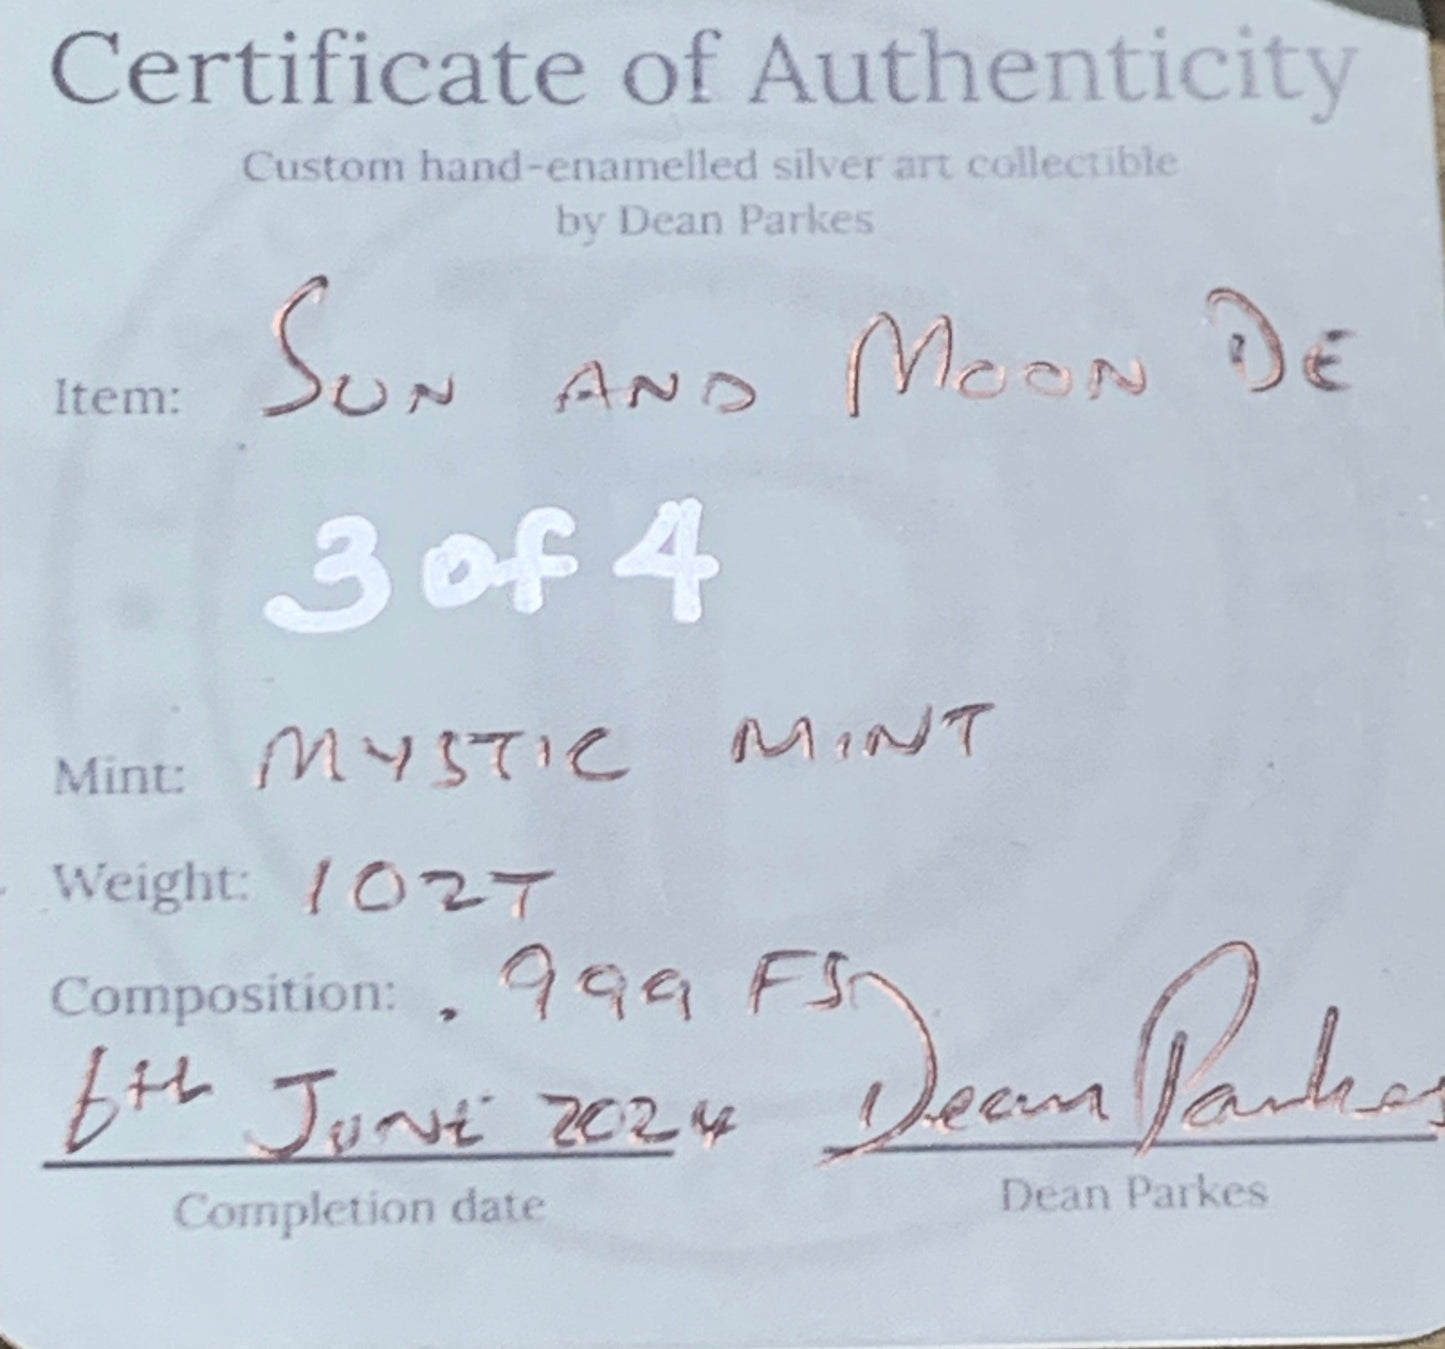 Certificate of Authenticity
Custom hand-enamelled silver art collectible
by Dean Parkes
Item: SUN AND MOON DE
3 of 4
Mint: MYSTIC MINT
Weight: 1OZT
Composition: .999 FS
6th JUNE 2024 Dean Parkes
Completion date Dean Parkes